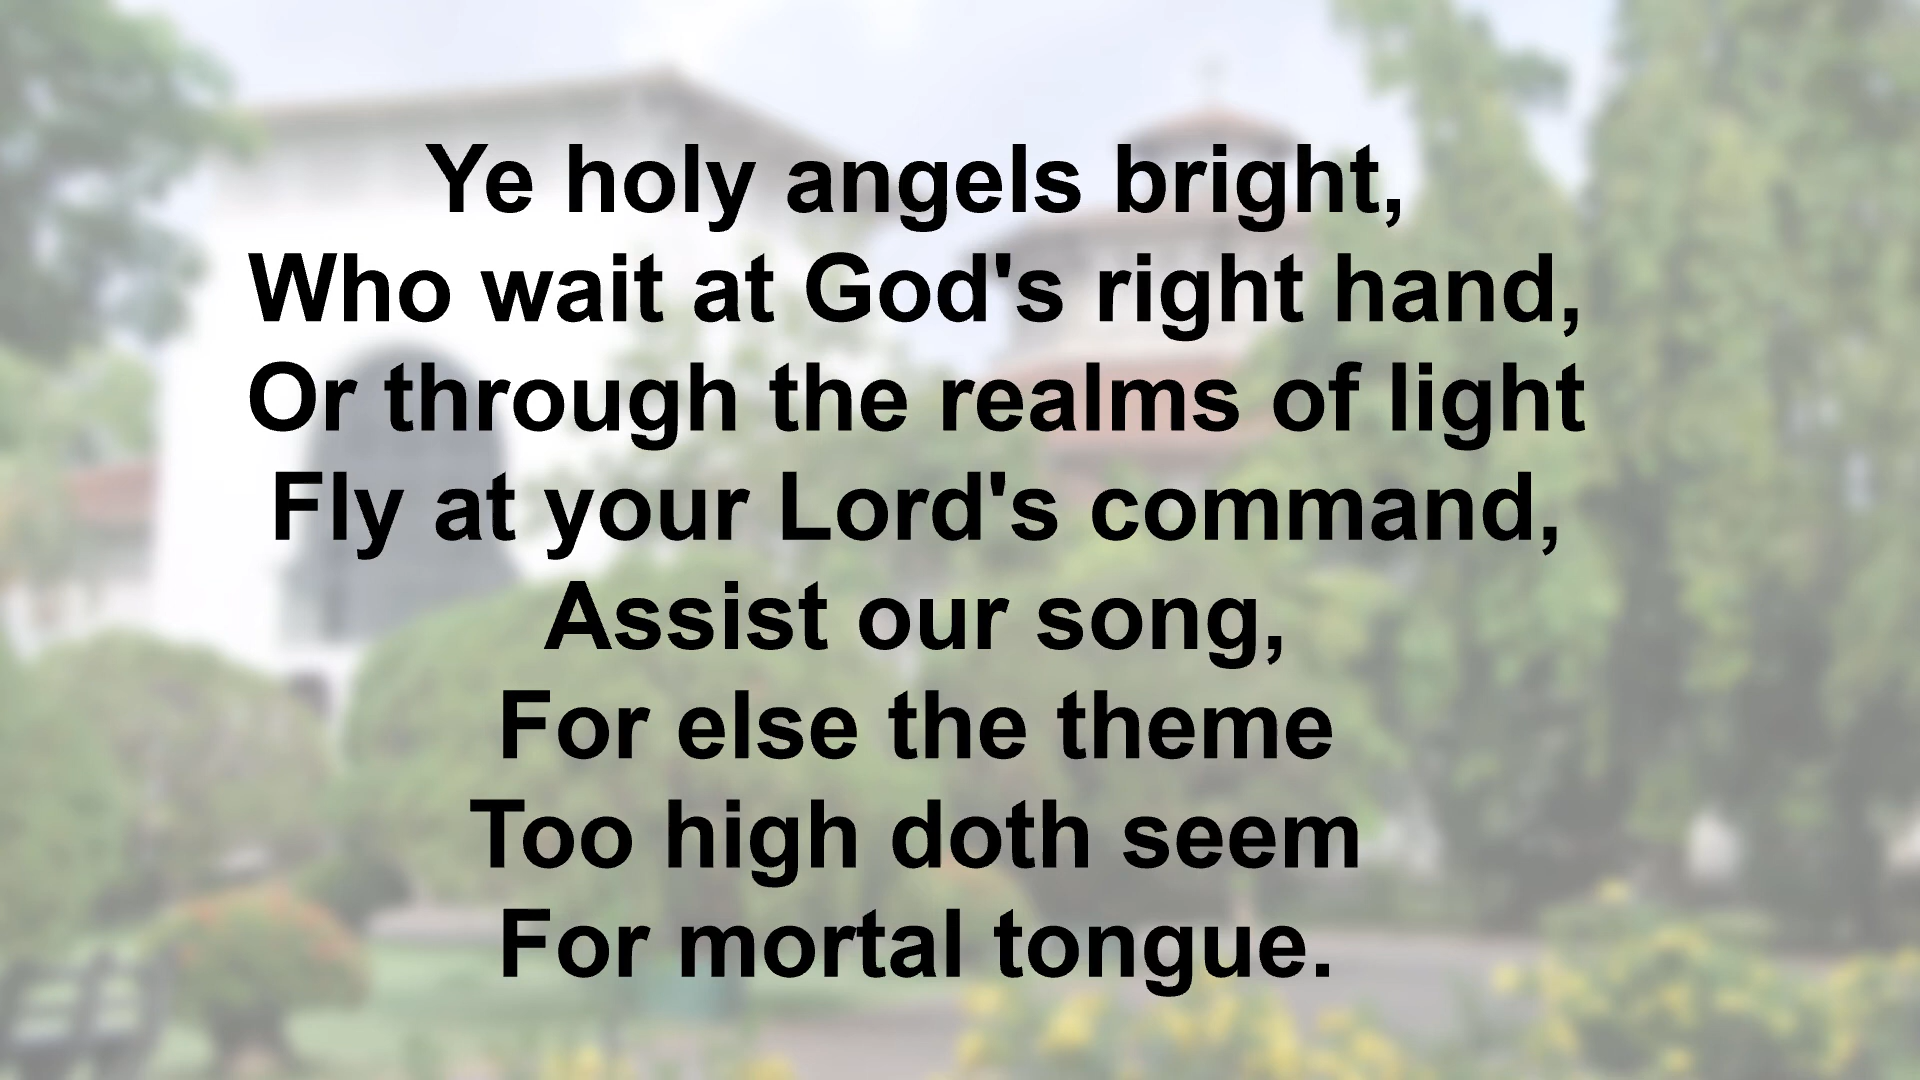 Ye holy angels bright,
Who wait at God's right hand,
Or through the realms of light
Fly at your Lord's command,
Assist our song,
For else the theme
Too high doth seem
For mortal tongue.